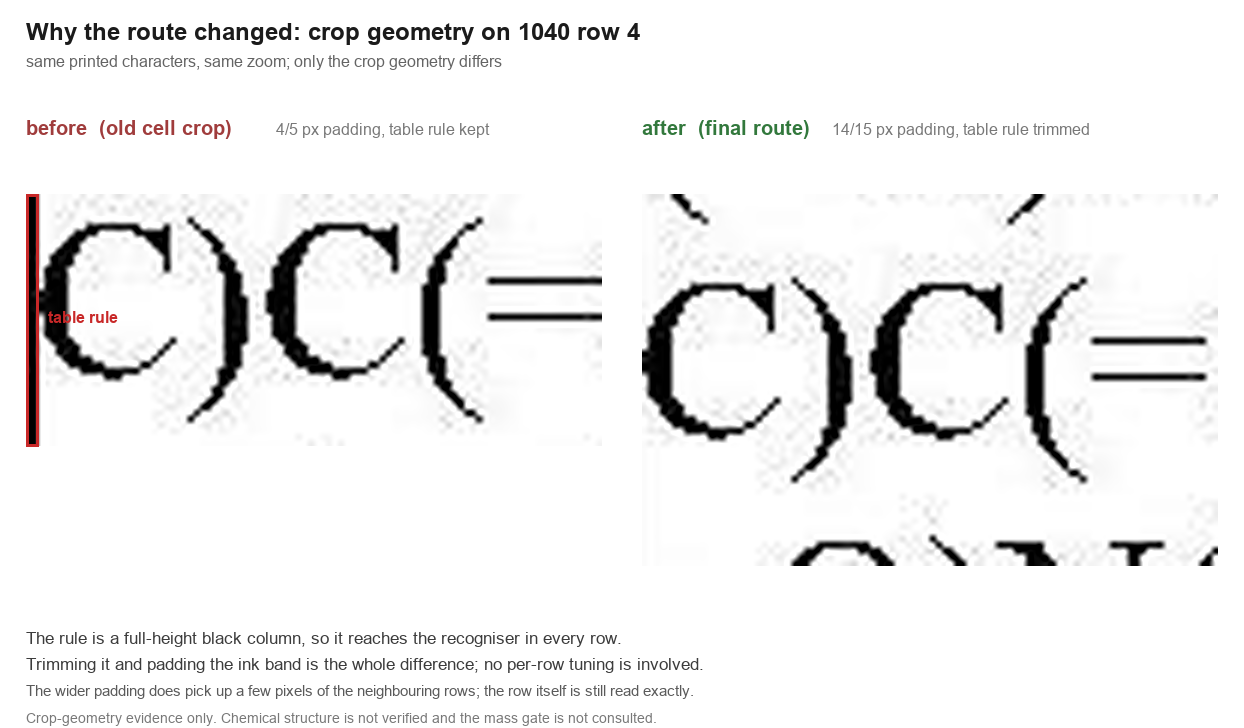 Why the route changed: crop geometry on 1040 row 4
same printed characters, same zoom; only the crop geometry differs
before (old cell crop) 4/5 px padding, table rule kept
after (final route) 14/15 px padding, table rule trimmed
C)C(=
table rule
C)C(=
The rule is a full-height black column, so it reaches the recogniser in every row.
Trimming it and padding the ink band is the whole difference; no per-row tuning is involved.
The wider padding does pick up a few pixels of the neighbouring rows; the row itself is still read exactly.
Crop-geometry evidence only. Chemical structure is not verified and the mass gate is not consulted.